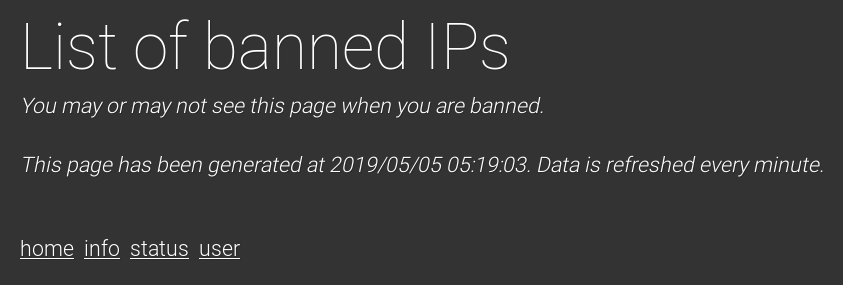 List of banned IPs
You may or may not see this page when you are banned.
This page has been generated at 2019/05/05 05:19:03. Data is refreshed every minute.
home info status user